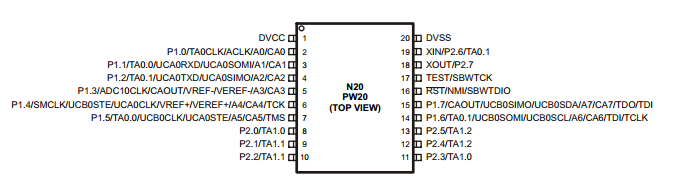 DVCC 1
P1.0/TA0CLK/ACLK/A0/CA0 2
P1.1/TA0.0/UCA0RXD/UCA0SOMI/A1/CA1 3
P1.2/TA0.1/UCA0TXD/UCA0SIMO/A2/CA2 4
P1.3/ADC10CLK/CAOUT/VREF-/VEREF-/A3/CA3 5
P1.4/SMCLK/UCB0STE/UCA0CLK/VREF+/VEREF+/A4/CA4/TCK 6
P1.5/TA0.0/UCB0CLK/UCA0STE/A5/CA5/TMS 7
P2.0/TA1.0 8
P2.1/TA1.1 9
P2.2/TA1.1 10
N20
PW20
(TOP VIEW)
20 DVSS
19 XIN/P2.6/TA0.1
18 XOUT/P2.7
17 TEST/SBWTCK
16 RST/NMI/SBWTDIO
15 P1.7/CAOUT/UCB0SIMO/UCB0SDA/A7/CA7/TDO/TDI
14 P1.6/TA0.1/UCB0SOMI/UCB0SCL/A6/CA6/TDI/TCLK
13 P2.5/TA1.2
12 P2.4/TA1.2
11 P2.3/TA1.0